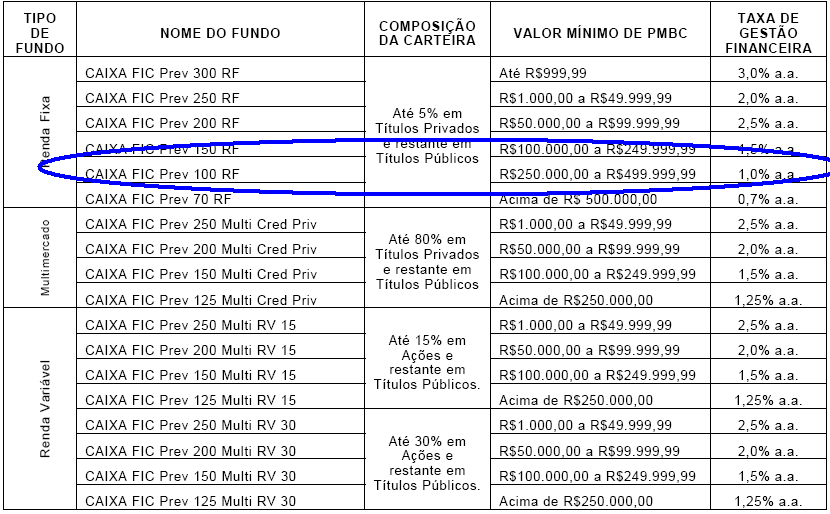 TIPO DE FUNDO | NOME DO FUNDO | COMPOSIÇÃO DA CARTEIRA | VALOR MÍNIMO DE PMBC | TAXA DE GESTÃO FINANCEIRA
Renda Fixa
Até 5% em
Títulos Privados
e restante em
Títulos Públicos
CAIXA FIC Prev 300 RF | Até R$999,99 | 3,0% a.a.
CAIXA FIC Prev 250 RF | R$1.000,00 a R$49.999,99 | 2,0% a.a.
CAIXA FIC Prev 200 RF | R$50.000,00 a R$99.999,99 | 2,5% a.a.
CAIXA FIC Prev 150 RF | R$100.000,00 a R$249.999,99 | 1,5% a.a.
CAIXA FIC Prev 100 RF | R$250.000,00 a R$499.999,99 | 1,0% a.a.
CAIXA FIC Prev 70 RF | Acima de R$ 500.000,00 | 0,7% a.a.
Multimercado
Até 80% em
Títulos Privados
e restante em
Títulos Públicos
CAIXA FIC Prev 250 Multi Cred Priv | R$1.000,00 a R$49.999,99 | 2,5% a.a.
CAIXA FIC Prev 200 Multi Cred Priv | R$50.000,00 a R$99.999,99 | 2,0% a.a.
CAIXA FIC Prev 150 Multi Cred Priv | R$100.000,00 a R$249.999,99 | 1,5% a.a.
CAIXA FIC Prev 125 Multi Cred Priv | Acima de R$250.000,00 | 1,25% a.a.
Renda Variável
Até 15% em
Ações e
restante em
Títulos Públicos.
CAIXA FIC Prev 250 Multi RV 15 | R$1.000,00 a R$49.999,99 | 2,5% a.a.
CAIXA FIC Prev 200 Multi RV 15 | R$50.000,00 a R$99.999,99 | 2,0% a.a.
CAIXA FIC Prev 150 Multi RV 15 | R$100.000,00 a R$249.999,99 | 1,5% a.a.
CAIXA FIC Prev 125 Multi RV 15 | Acima de R$250.000,00 | 1,25% a.a.
Até 30% em
Ações e
restante em
Títulos Públicos.
CAIXA FIC Prev 250 Multi RV 30 | R$1.000,00 a R$49.999,99 | 2,5% a.a.
CAIXA FIC Prev 200 Multi RV 30 | R$50.000,00 a R$99.999,99 | 2,0% a.a.
CAIXA FIC Prev 150 Multi RV 30 | R$100.000,00 a R$249.999,99 | 1,5% a.a.
CAIXA FIC Prev 125 Multi RV 30 | Acima de R$250.000,00 | 1,25% a.a.